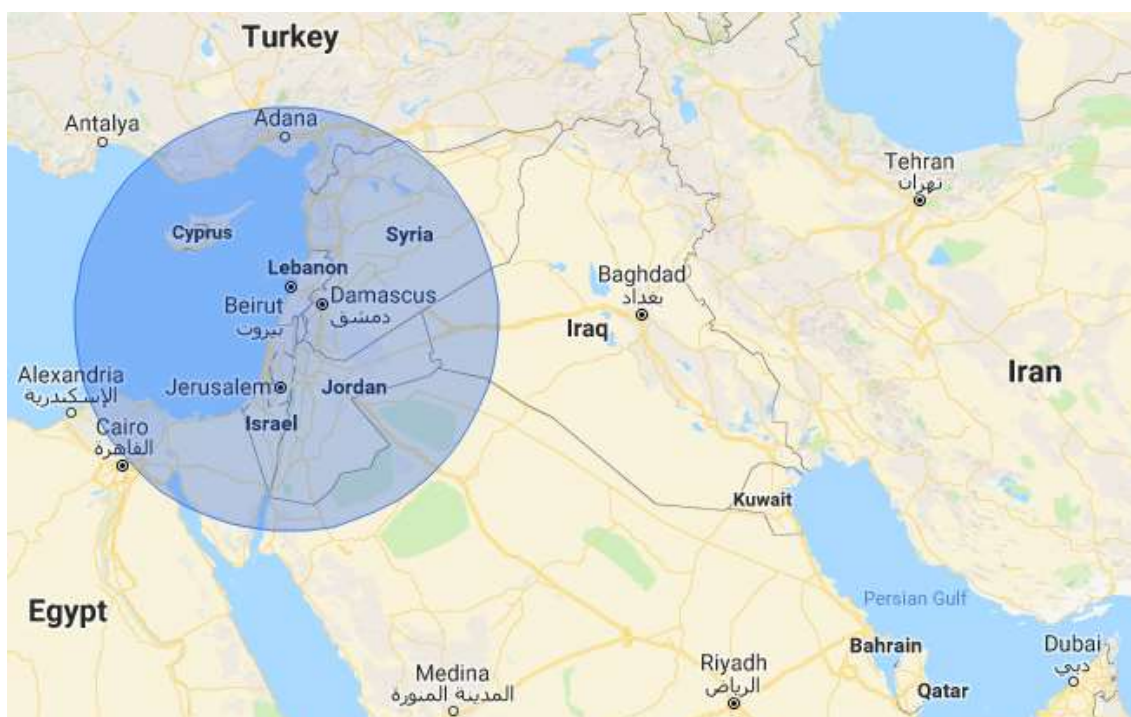 Turkey
Antalya
Adana
Tehran
تهران
Cyprus
Syria
Lebanon
Beirut
بيروت
Damascus
دمشق
Baghdad
بغداد
Iraq
Iran
Alexandria
الإسكندرية
Jerusalem
Jordan
Israel
Cairo
القاهرة
Kuwait
Egypt
Persian Gulf
Bahrain
Dubai
دبي
Medina
المدينة المنورة
Riyadh
الرياض
Qatar